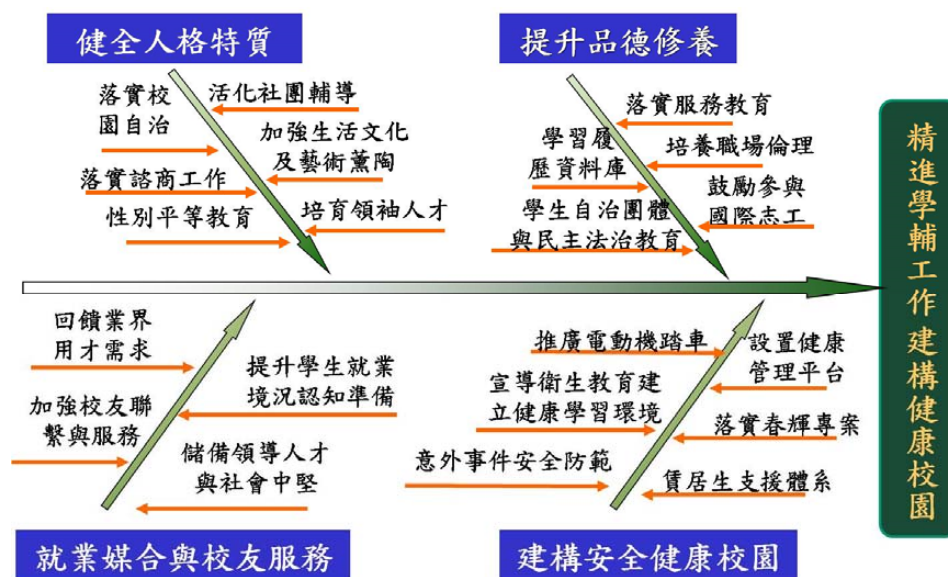 健全人格特質
落實校
園自治
活化社團輔導
加強生活文化
及藝術薰陶
落實諮商工作
性別平等教育
培育領袖人才
提升品德修養
落實服務教育
學習履
歷資料庫
培養職場倫理
鼓勵參與
國際志工
學生自治團體
與民主法治教育
精進學輔工作建構健康校園
回饋業界
用才需求
提升學生就業
境況認知準備
加強校友聯
繫與服務
儲備領導人才
與社會中堅
就業媒合與校友服務
推廣電動機踏車
設置健康
管理平台
宣導衛生教育建
立健康學習環境
落實春輝專案
意外事件安全防範
賃居生支援體系
建構安全健康校園